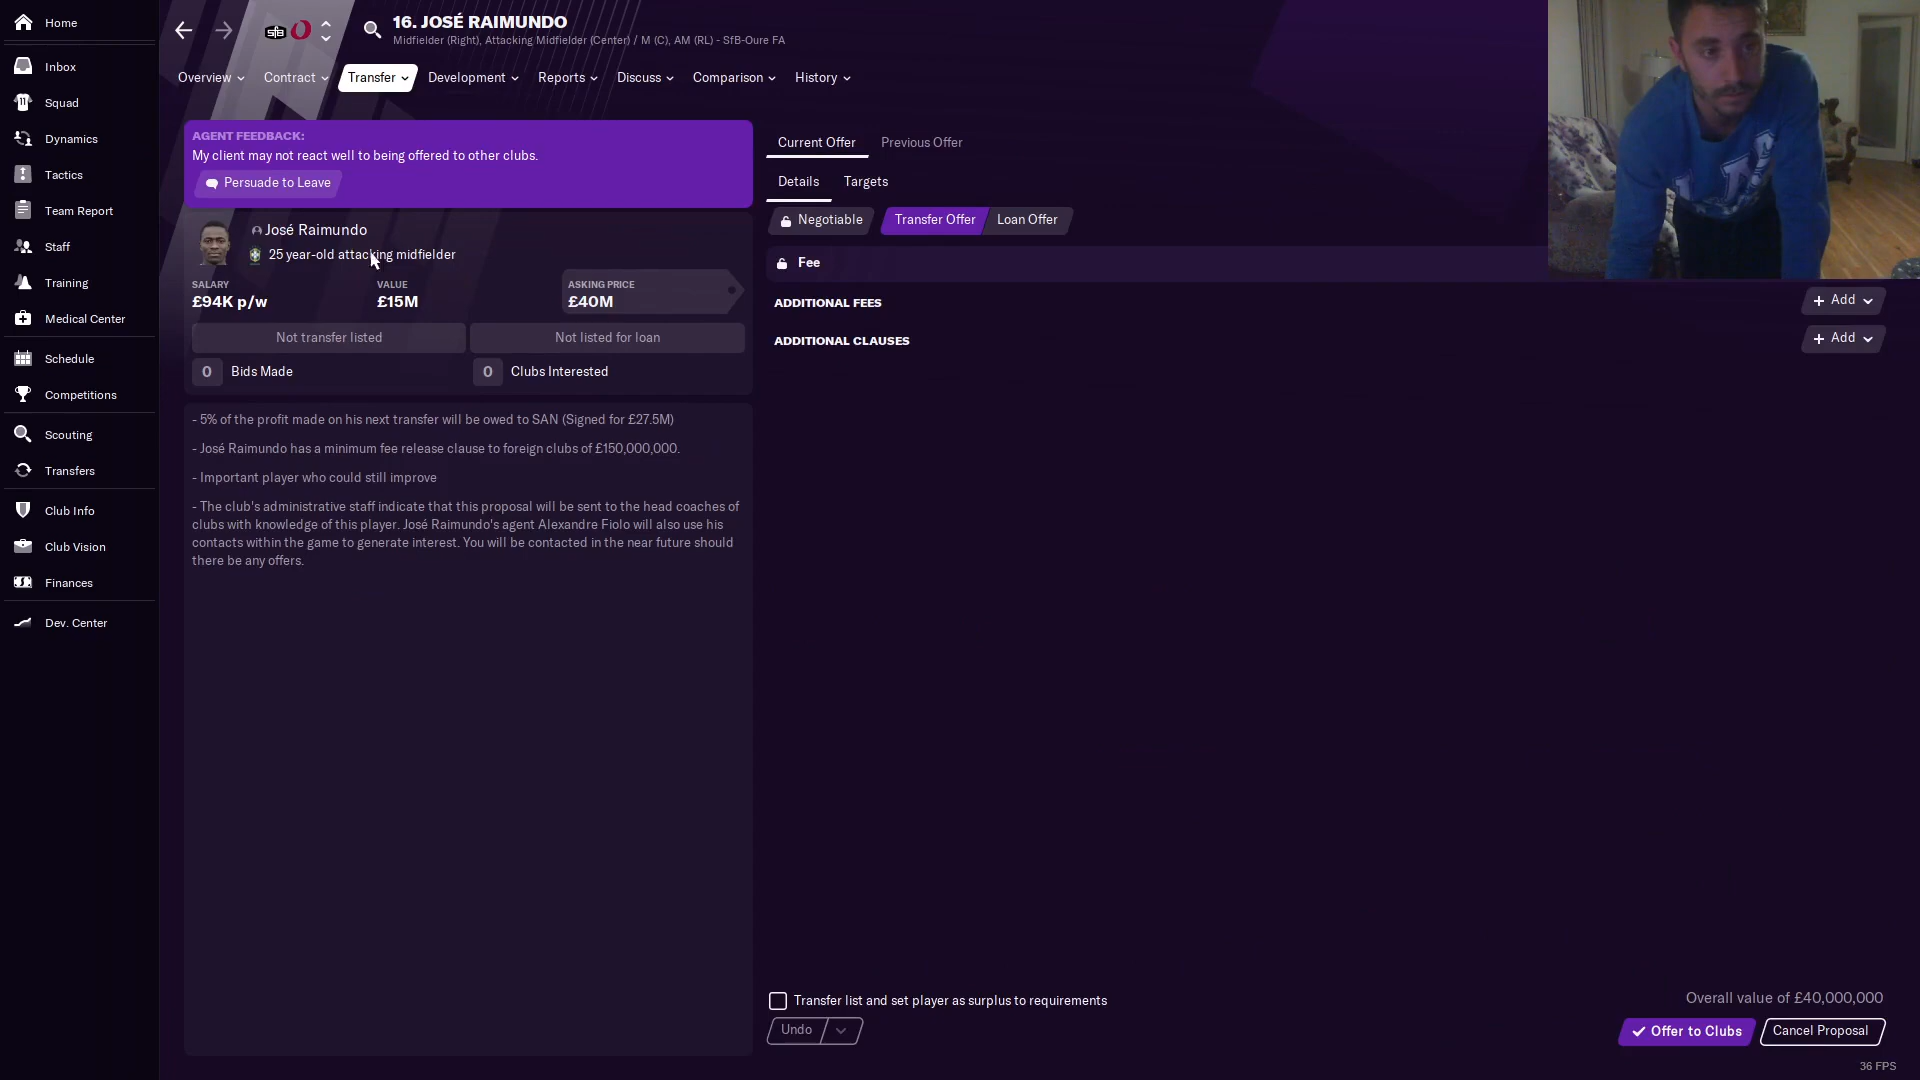 Home
Inbox
Squad
Dynamics
Tactics
Team Report
Staff
Training
Medical Center
Schedule
Competitions
Scouting
Transfers
Club Info
Club Vision
Finances
Dev. Center
sfb
16. JOSÉ RAIMUNDO
Midfielder (Right), Attacking Midfielder (Center) / M (C), AM (RL) - SfB-Oure FA
Overview Contract Transfer Development Reports Discuss Comparison History
AGENT FEEDBACK:
My client may not react well to being offered to other clubs.
Persuade to Leave
José Raimundo
25 year-old attacking midfielder
SALARY VALUE ASKING PRICE
£94K p/w £15M £40M
Not transfer listed Not listed for loan
0 Bids Made 0 Clubs Interested
- 5% of the profit made on his next transfer will be owed to SAN (Signed for £27.5M)
- José Raimundo has a minimum fee release clause to foreign clubs of £150,000,000.
- Important player who could still improve
- The club's administrative staff indicate that this proposal will be sent to the head coaches of
clubs with knowledge of this player. José Raimundo's agent Alexandre Fiolo will also use his
contacts within the game to generate interest. You will be contacted in the near future should
there be any offers.
Current Offer Previous Offer
Details Targets
Negotiable Transfer Offer Loan Offer
Fee
ADDITIONAL FEES + Add
ADDITIONAL CLAUSES + Add
Transfer list and set player as surplus to requirements
Undo
Overall value of £40,000,000
Offer to Clubs Cancel Proposal
36 FPS